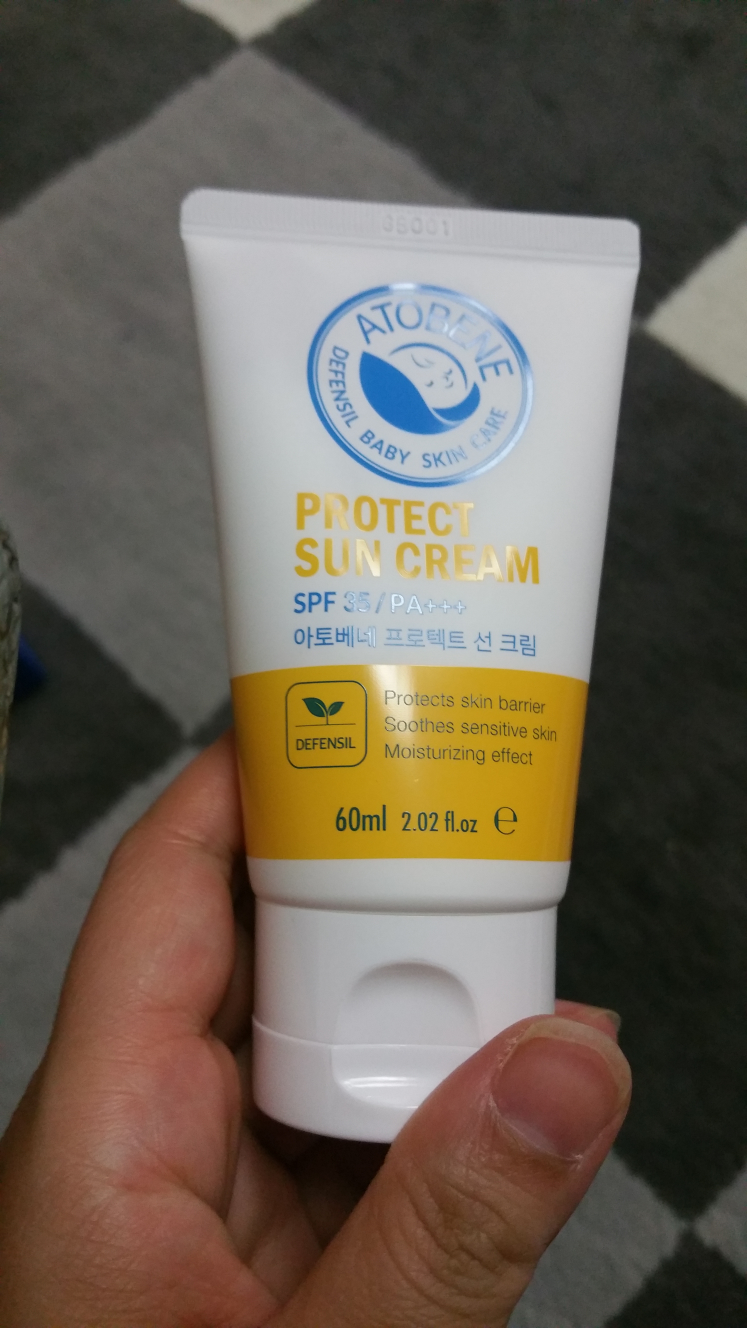 05001
ATOBENE
DEFENSIL BABY SKIN CARE
PROTECT
SUN CREAM
SPF 35/PA+++
아토베네 프로텍트 선 크림
DEFENSIL
Protects skin barrier
Soothes sensitive skin
Moisturizing effect
60ml 2.02 fl.oz ℮